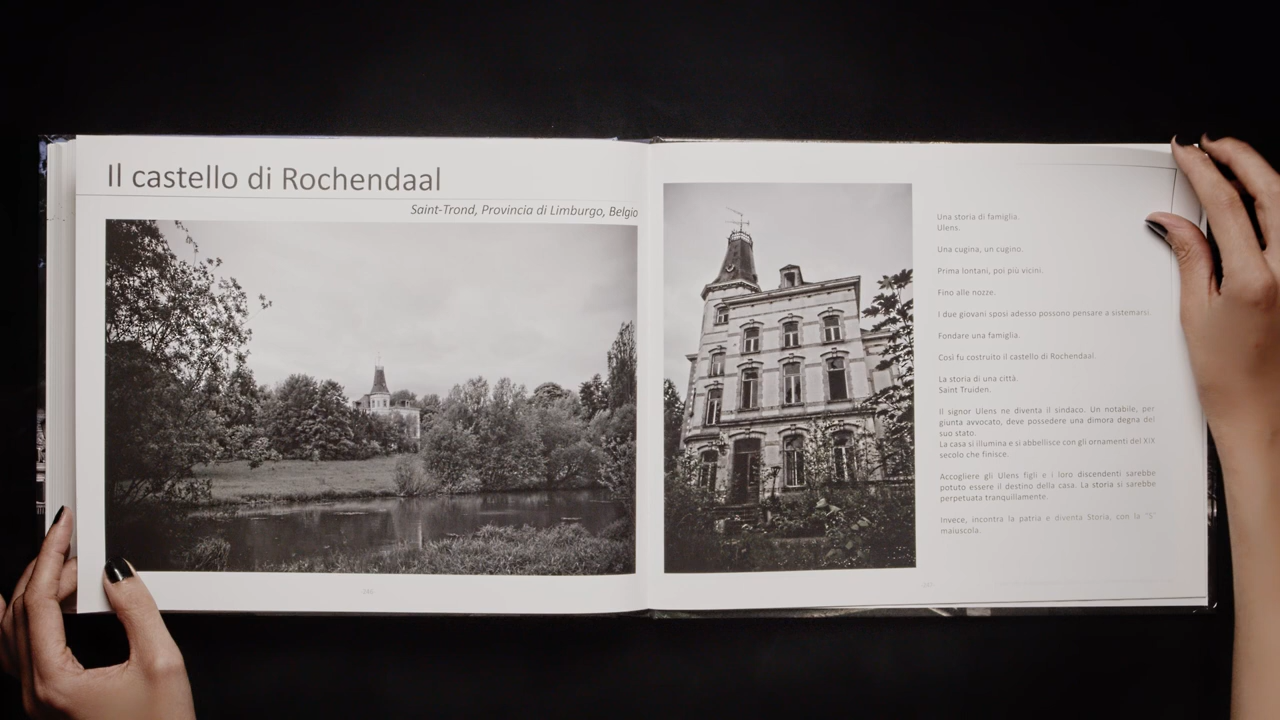 Il castello di Rochendaal
Saint-Trond, Provincia di Limburgo, Belgio
Una storia di famiglia.
Ulens.
Una cugina, un cugino.
Prima lontani, poi più vicini.
Fino alle nozze.
I due giovani sposi adesso possono pensare a sistemarsi.
Fondare una famiglia.
Così fu costruito il castello di Rochendaal.
La storia di una città.
Saint Truiden.
Il signor Ulens ne diventa il sindaco. Un notabile, per
giunta avvocato, deve possedere una dimora degna del
suo stato.
La casa si illumina e si abbellisce con gli ornamenti del XIX
secolo che finisce.
Accogliere gli Ulens figli e i loro discendenti sarebbe
potuto essere il destino della casa. La storia si sarebbe
perpetuata tranquillamente.
Invece, incontra la patria e diventa Storia, con la "S"
maiuscola.